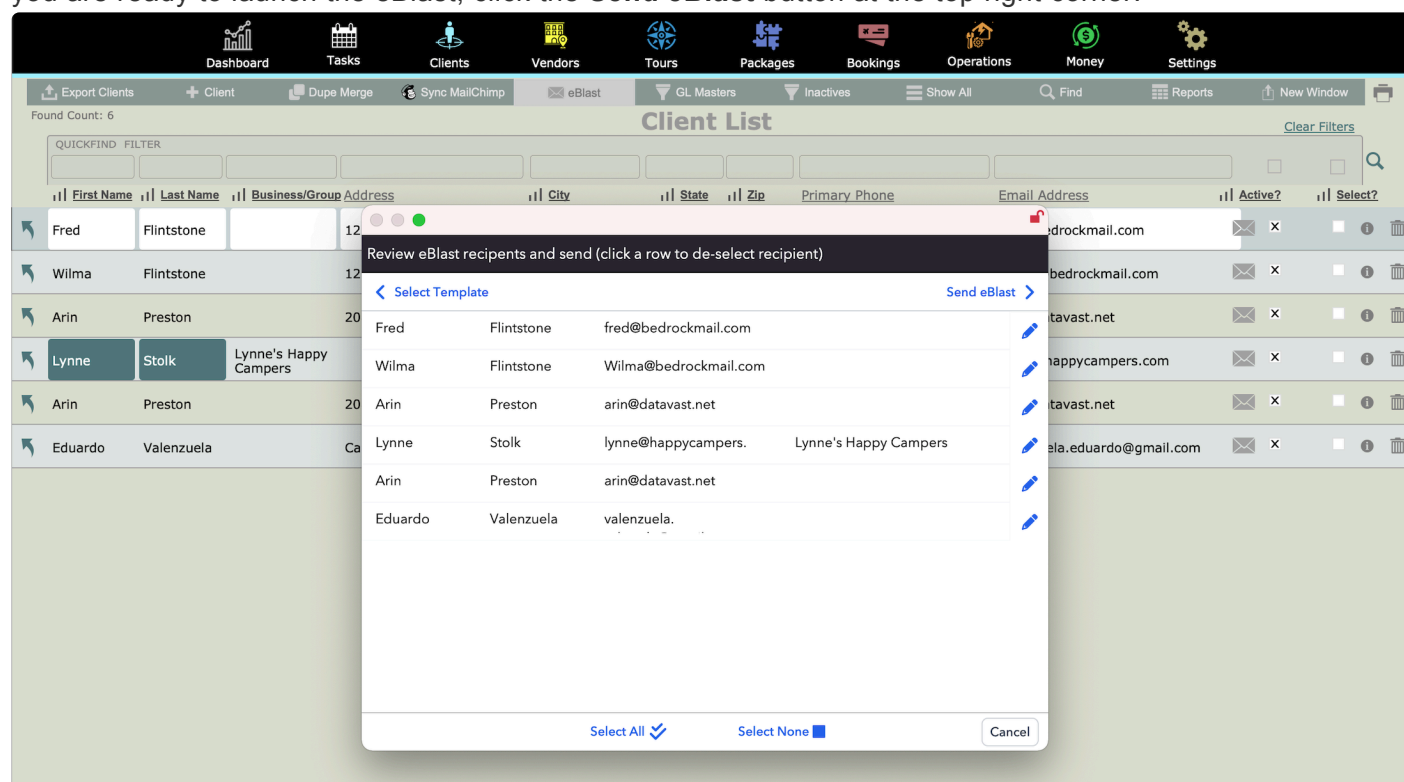 you are ready to launch the eBlast, click the Send eBlast button at the top right corner.
Dashboard Tasks Clients Vendors Tours Packages Bookings Operations Money Settings
Export Clients Client Dupe Merge Sync MailChimp eBlast GL Masters Inactives Show All Find Reports New Window
Found Count: 6
Client List
Clear Filters
QUICKFIND FILTER
First Name Last Name Business/Group Address City State Zip Primary Phone Email Address Active? Select?
Fred Flintstone 12 edrockmail.com X
Wilma Flintstone 12 bedrockmail.com X
Arin Preston 20 tavast.net X
Lynne Stolk Lynne's Happy Campers happycampers.com X
Arin Preston 20 tavast.net X
Eduardo Valenzuela Ca ela.eduardo@gmail.com X
Review eBlast recipents and send (click a row to de-select recipient)
Select Template Send eBlast
Fred Flintstone fred@bedrockmail.com
Wilma Flintstone Wilma@bedrockmail.com
Arin Preston arin@datavast.net
Lynne Stolk lynne@happycampers. Lynne's Happy Campers
Arin Preston arin@datavast.net
Eduardo Valenzuela valenzuela.
Select All Select None Cancel